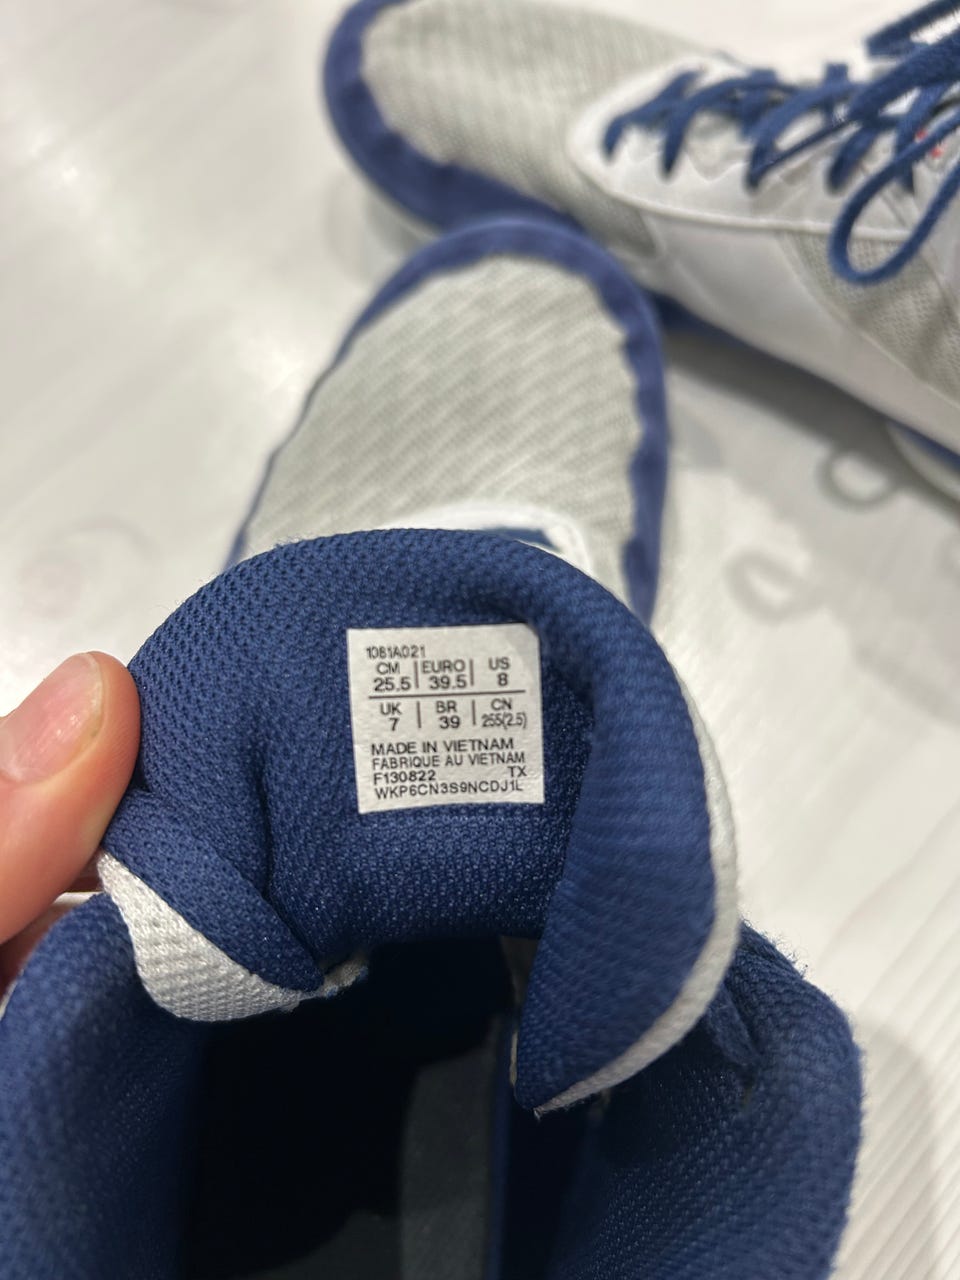 1081A021
CM | EURO | US
25.5 | 39.5 | 8
UK | BR | CN
7 | 39 | 255(2.5)
MADE IN VIETNAM
FABRIQUE AU VIETNAM
F130822 TX
WKP6CN3S9NCDJ1L